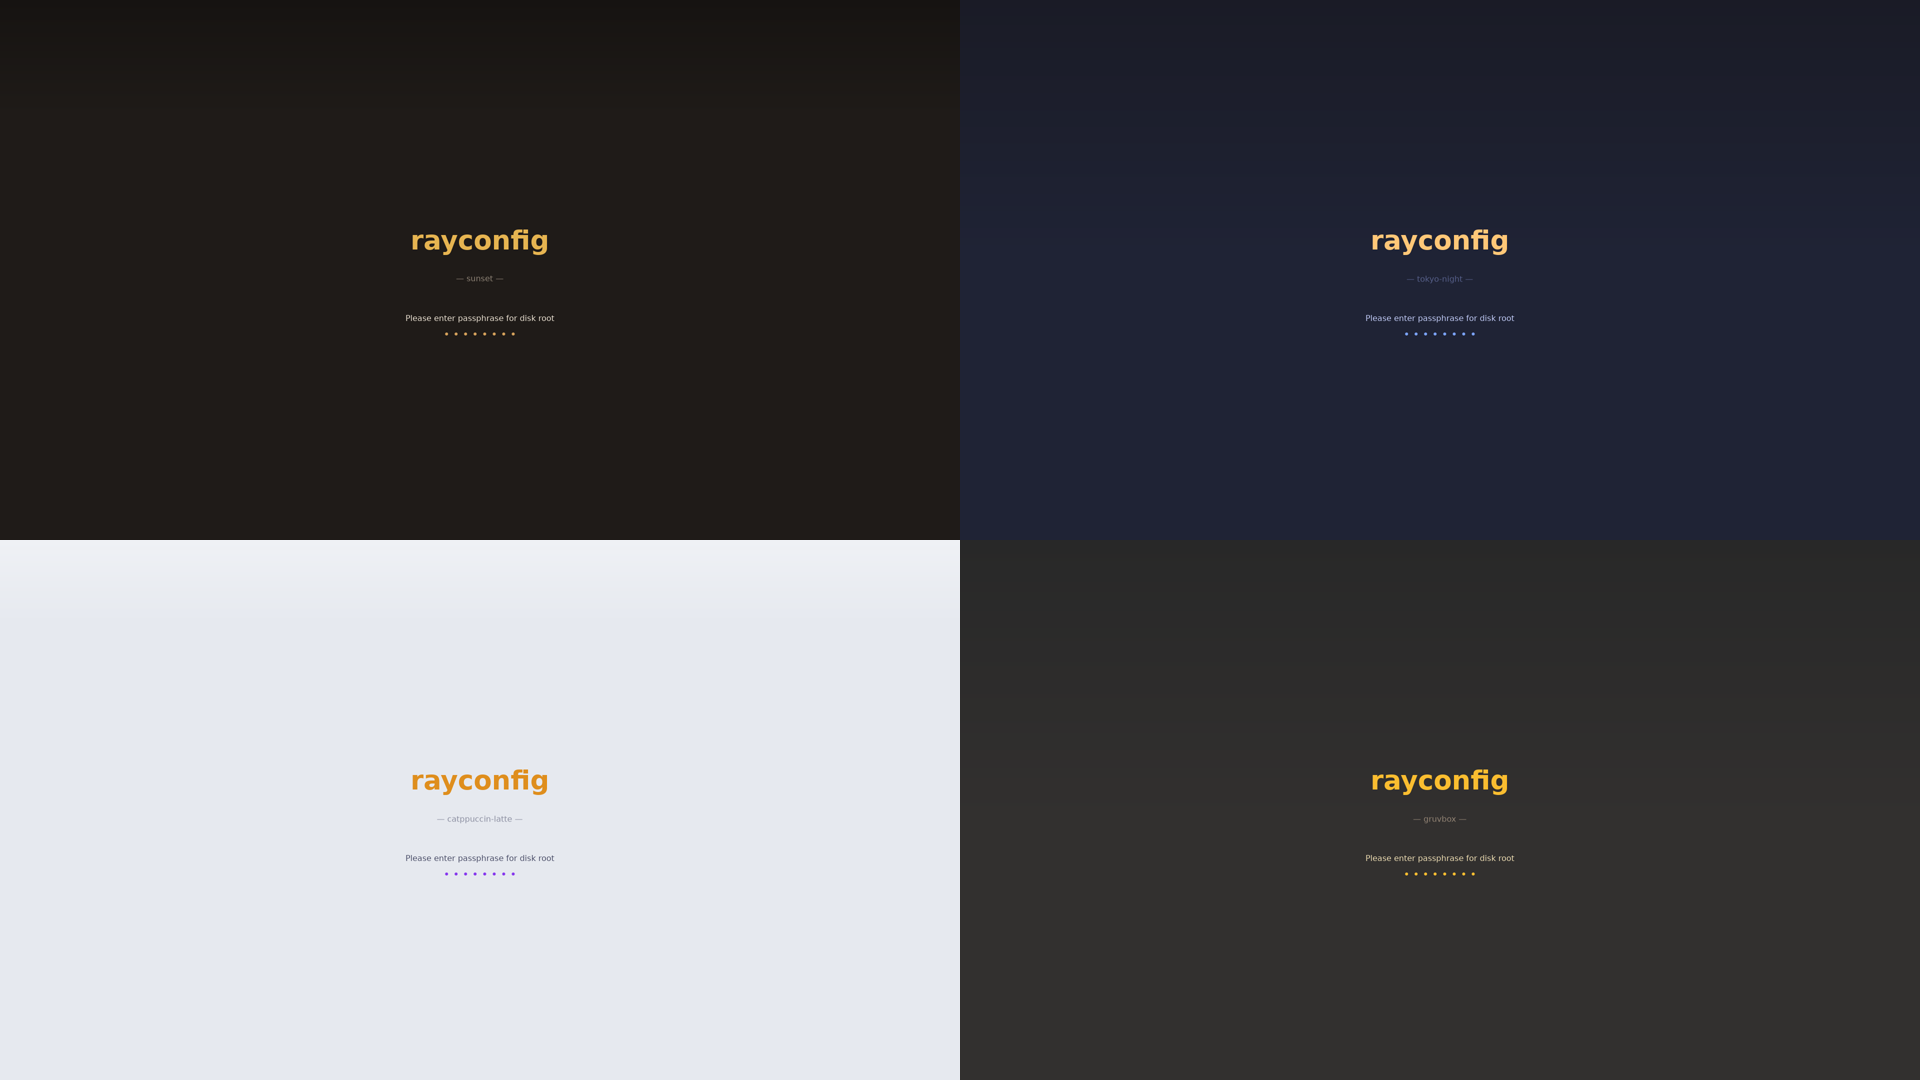 rayconfig
— sunset —
Please enter passphrase for disk root
rayconfig
— tokyo-night —
Please enter passphrase for disk root
rayconfig
— catppuccin-latte —
Please enter passphrase for disk root
rayconfig
— gruvbox —
Please enter passphrase for disk root